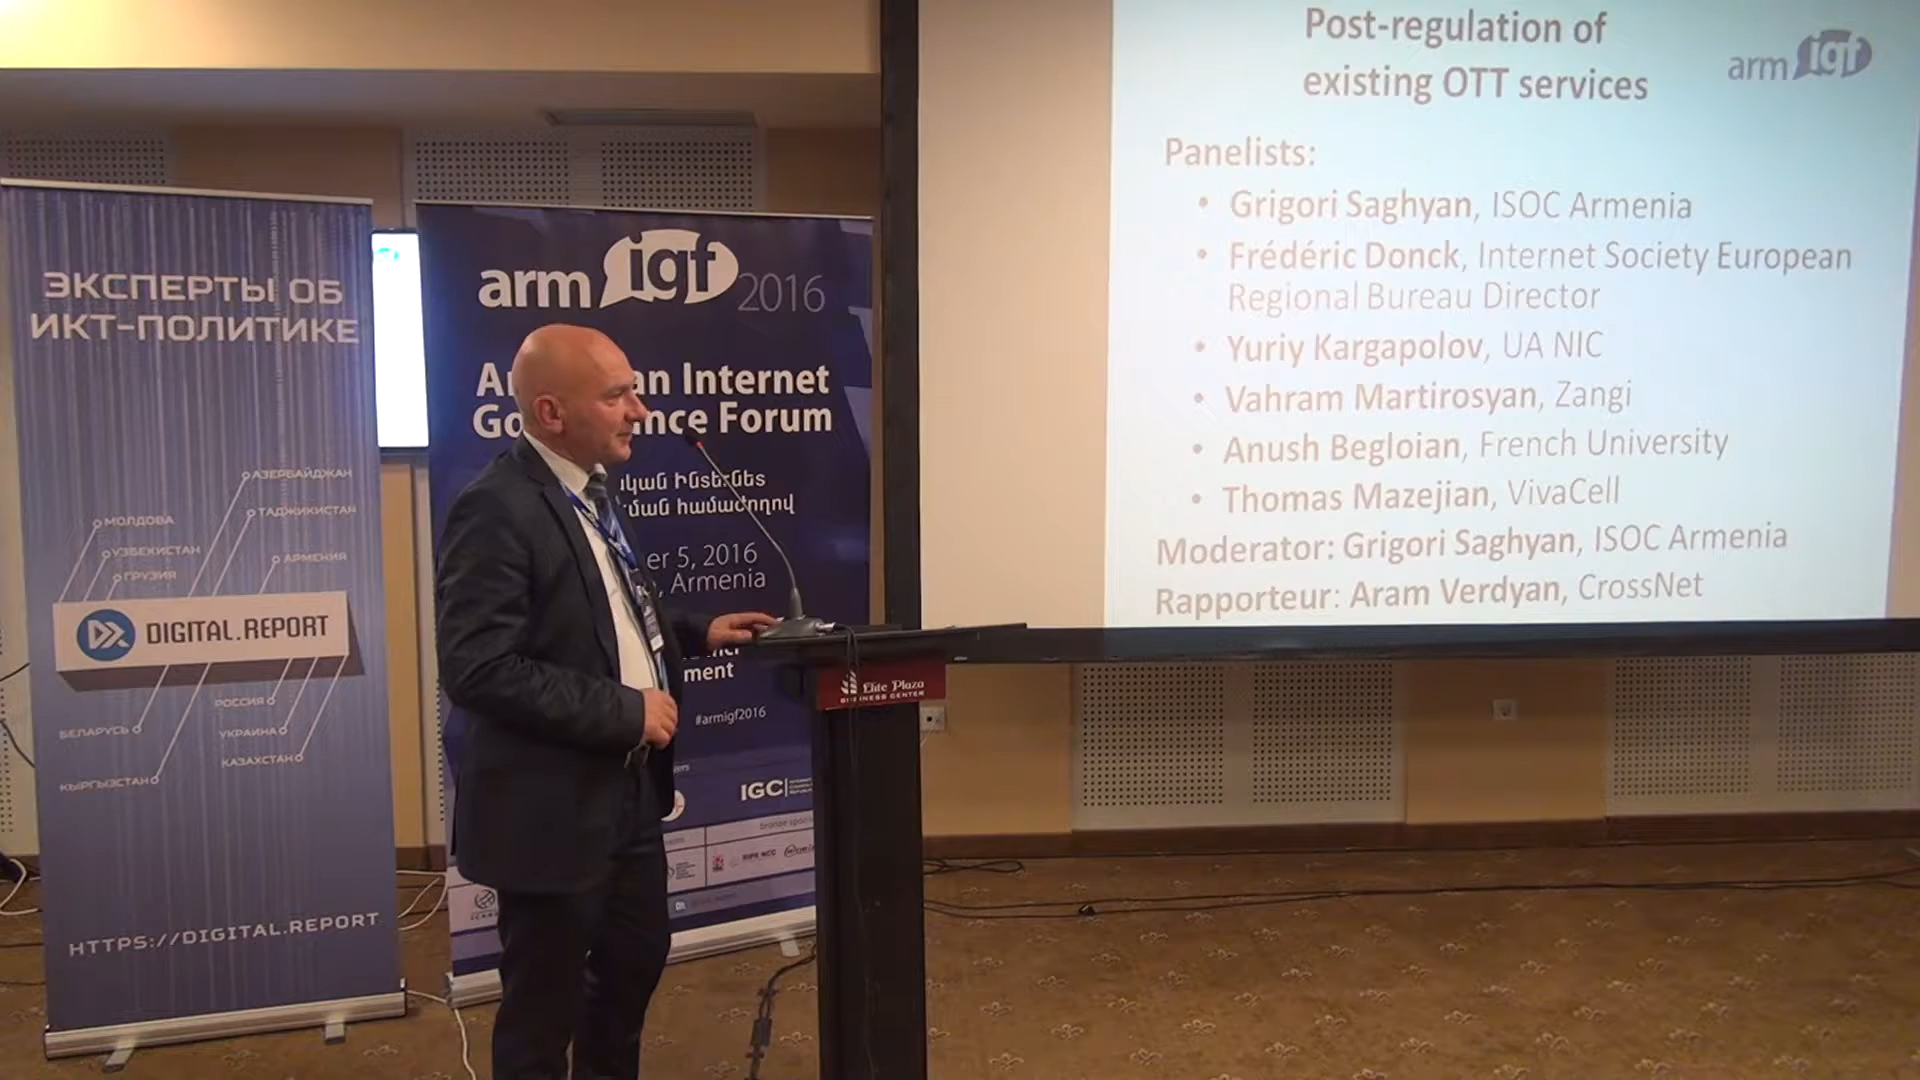 ЭКСПЕРТЫ ОБ
ИКТ-ПОЛИТИКЕ
АЗЕРБАЙДЖАН
ТАДЖИКИСТАН
МОЛДОВА
УЗБЕКИСТАН
АРМЕНИЯ
ГРУЗИЯ
DIGITAL.REPORT
РОССИЯ
БЕЛАРУСЬ
УКРАИНА
КАЗАХСТАН
КЫРГЫЗСТАН
HTTPS://DIGITAL.REPORT
arm igf 2016
an Internet
Forum
5, 2016
Armenia
#armigf2016
IGC
RIPE NCC
Elite Plaza
BUSINESS CENTER
Post-regulation of
existing OTT services
arm igf
Panelists:
• Grigori Saghyan, ISOC Armenia
• Frédéric Donck, Internet Society European
Regional Bureau Director
• Yuriy Kargapolov, UA NIC
• Vahram Martirosyan, Zangi
• Anush Begloian, French University
• Thomas Mazejian, VivaCell
Moderator: Grigori Saghyan, ISOC Armenia
Rapporteur: Aram Verdyan, CrossNet